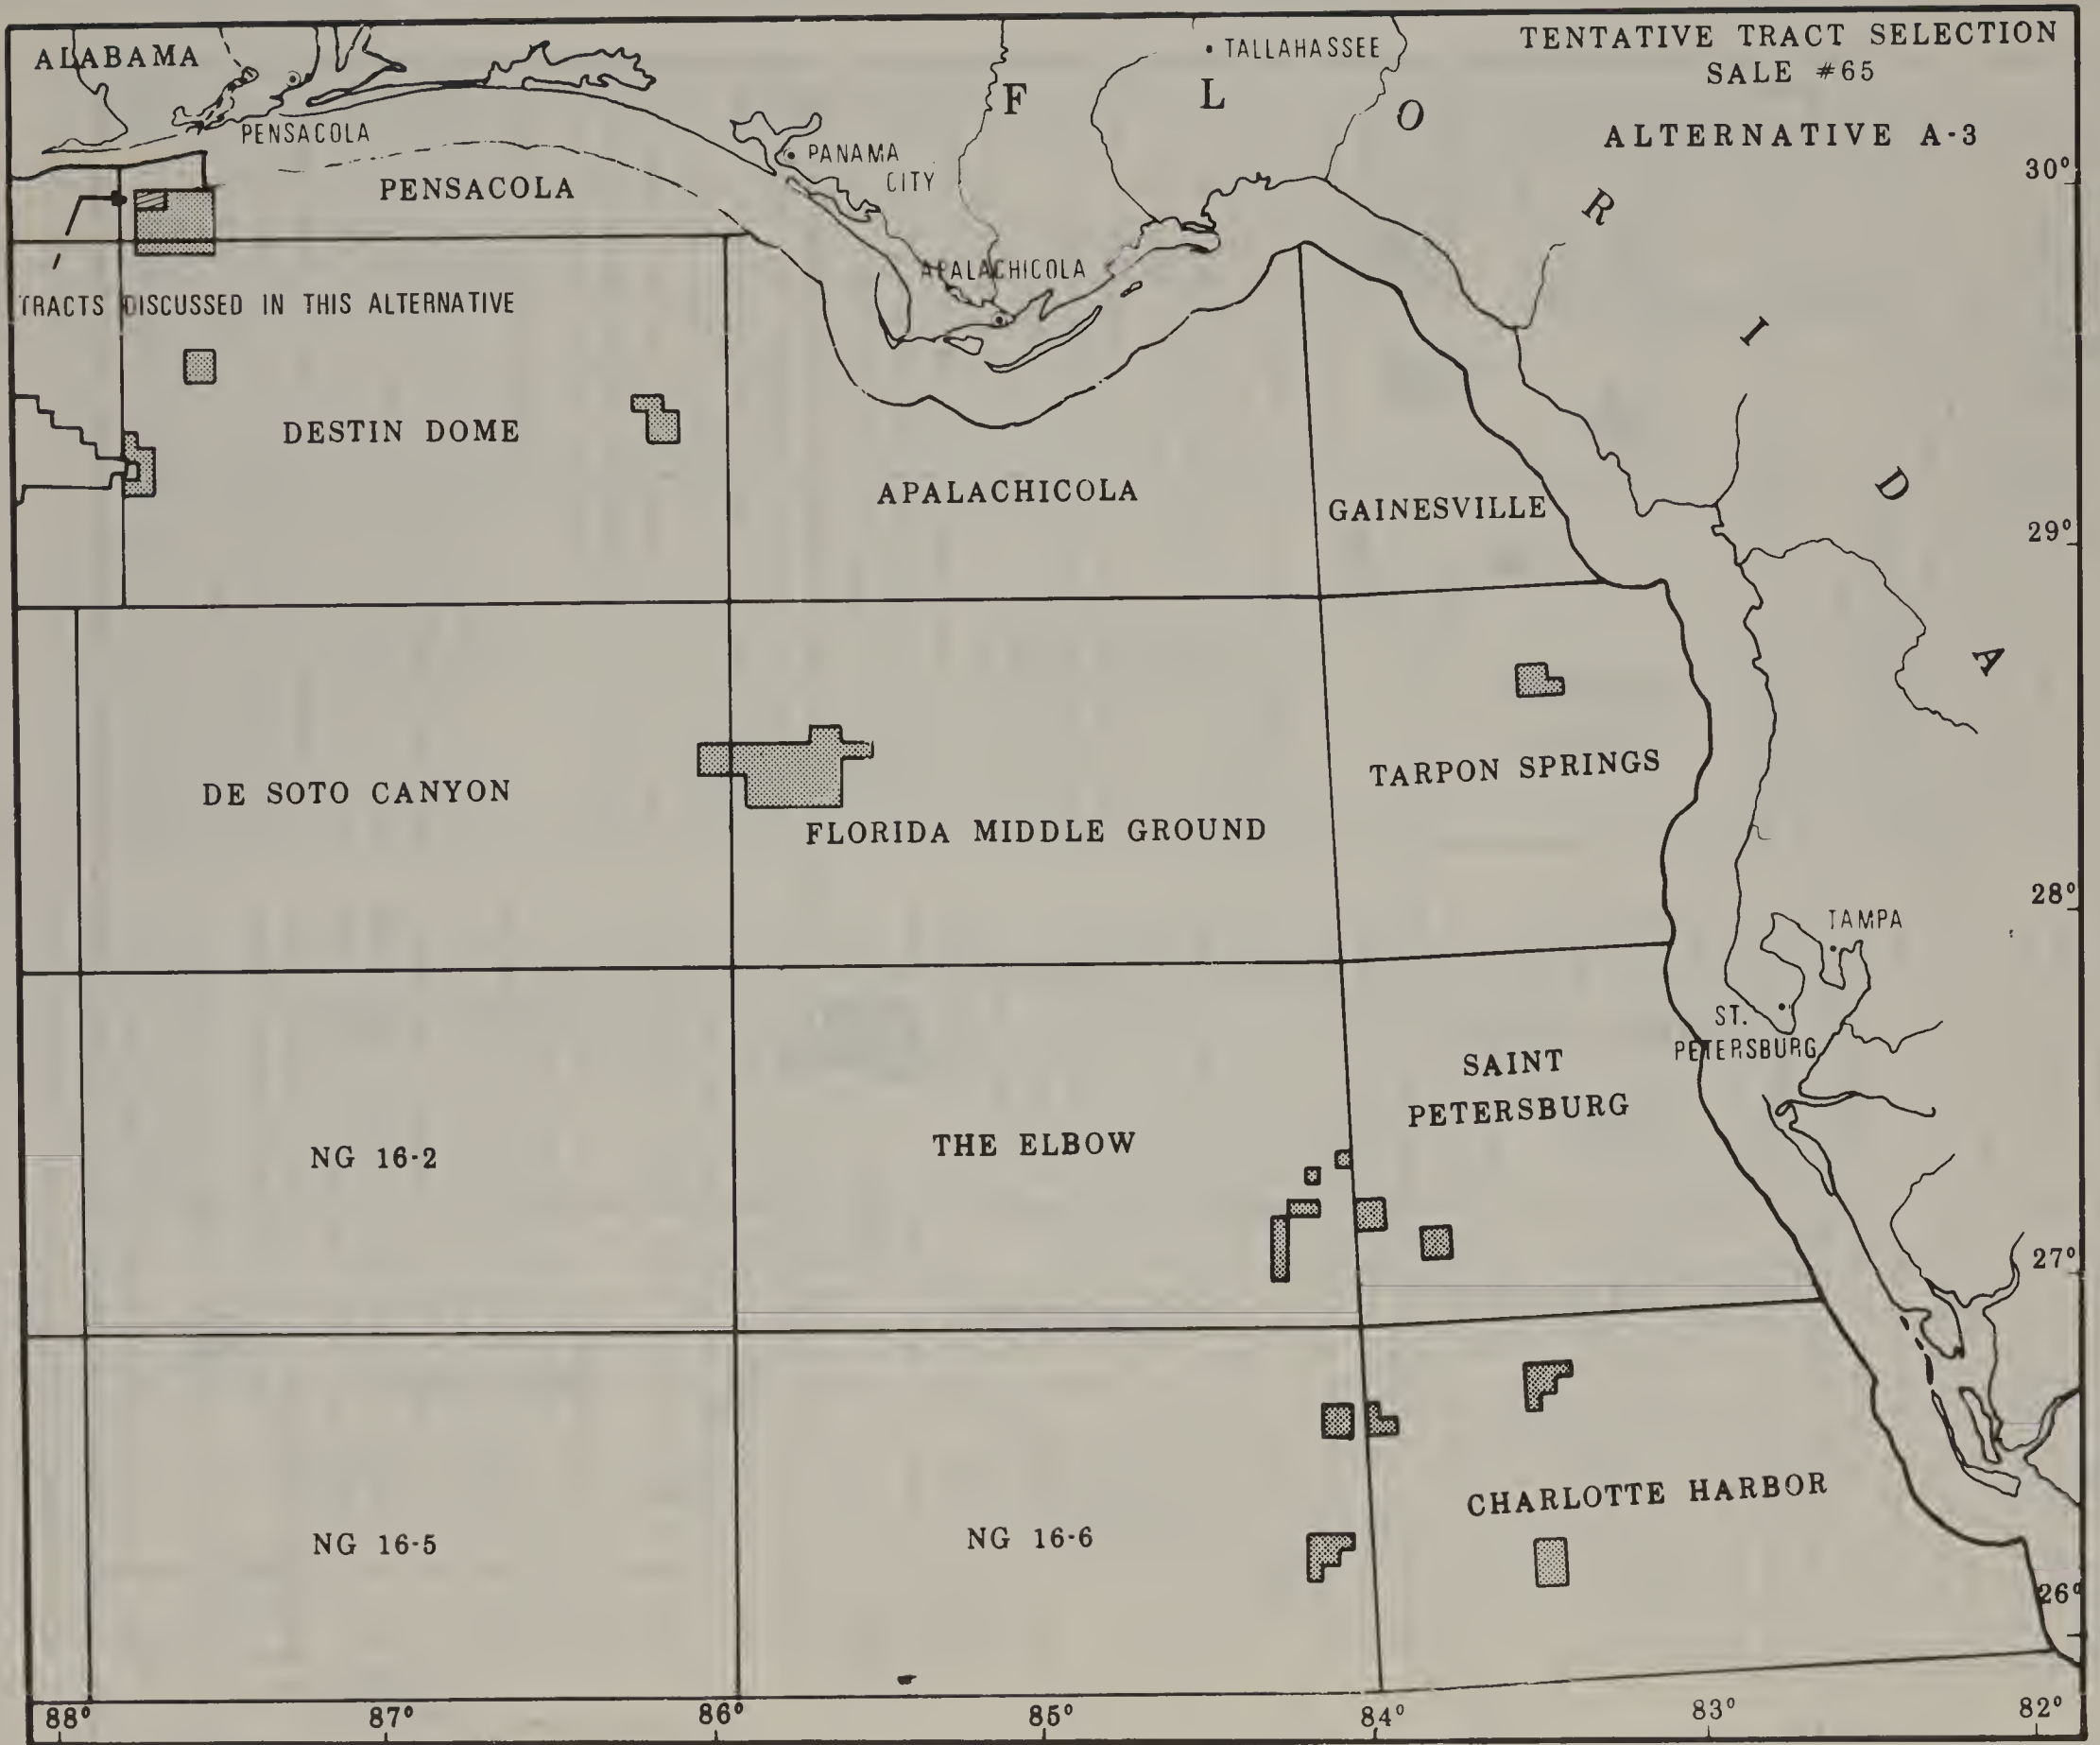 TENTATIVE TRACT SELECTION
SALE #65
ALTERNATIVE A-3
ALABAMA
TALLAHASSEE
F L O R I D A
PENSACOLA
PANAMA
CITY
PENSACOLA
30°
APALACHICOLA
TRACTS DISCUSSED IN THIS ALTERNATIVE
DESTIN DOME
APALACHICOLA
GAINESVILLE
29°
DE SOTO CANYON
FLORIDA MIDDLE GROUND
TARPON SPRINGS
28°
TAMPA
ST.
PETERSBURG
SAINT
PETERSBURG
NG 16-2
THE ELBOW
27°
CHARLOTTE HARBOR
NG 16-5
NG 16-6
26°
88° 87° 86° 85° 84° 83° 82°